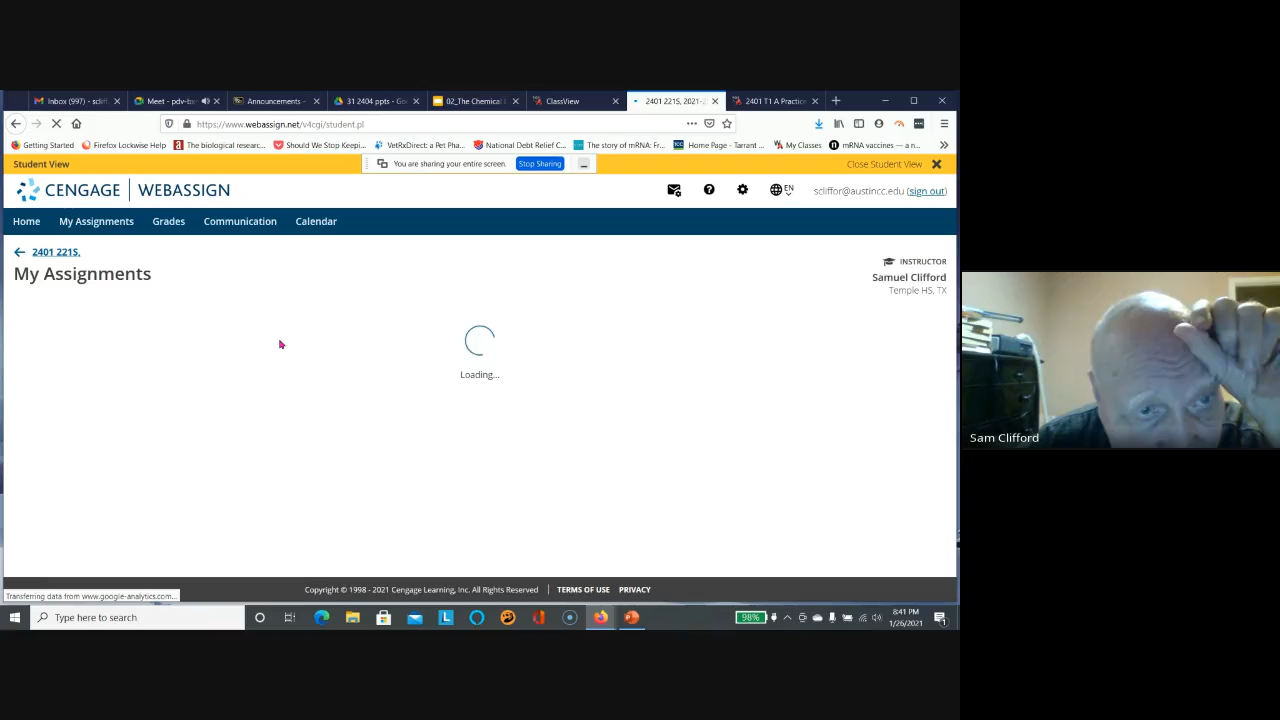 Inbox (997) - scliff
Meet - pdv-ba
Announcements -
31 2404 ppts - Go
02_The Chemical
ClassView
2401 221S, 2021-2
2401 T1 A Practice
https://www.webassign.net/v4cgi/student.pl
Getting Started
Firefox Lockwise Help
The biological researc...
Should We Stop Keepi...
VetRxDirect: a Pet Pha...
National Debt Relief C...
The story of mRNA: Fr...
Home Page - Tarrant ...
My Classes
mRNA vaccines — a n...
Student View
You are sharing your entire screen.
Stop Sharing
Close Student View
CENGAGE | WEBASSIGN
EN
scliffor@austincc.edu (sign out)
Home
My Assignments
Grades
Communication
Calendar
2401 221S,
My Assignments
INSTRUCTOR
Samuel Clifford
Temple HS, TX
Loading...
Sam Clifford
Copyright © 1998 - 2021 Cengage Learning, Inc. All Rights Reserved
TERMS OF USE
PRIVACY
Transferring data from www.google-analytics.com...
Type here to search
98%
8:41 PM
1/26/2021